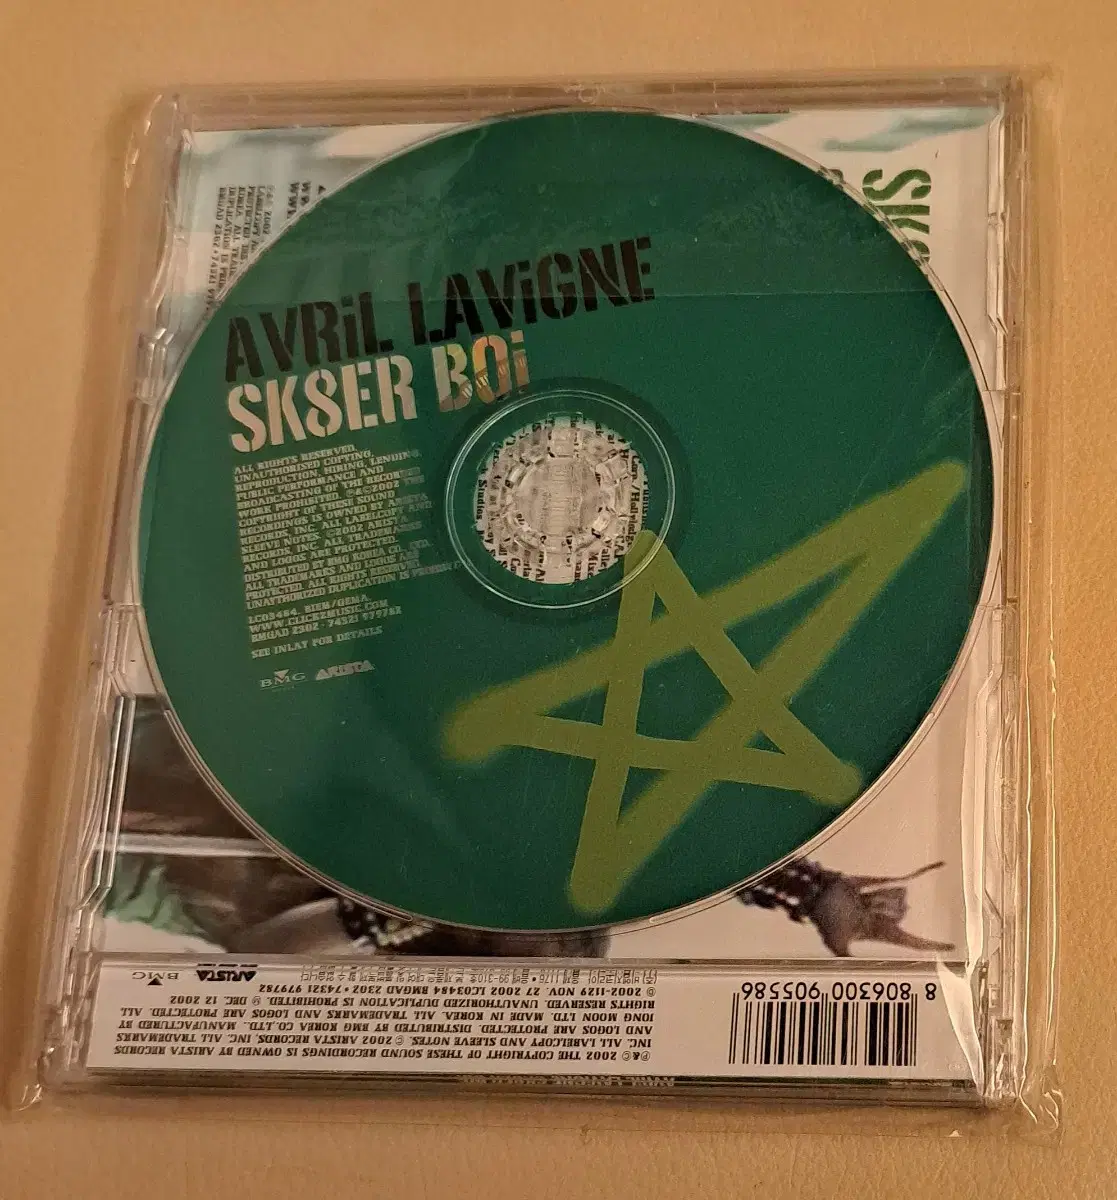 AVRiL LAViGNE
SK8ER BOi
ALL RIGHTS RESERVED.
UNAUTHORISED COPYING,
REPRODUCTION, HIRING, LENDING,
PUBLIC PERFORMANCE AND
BROADCASTING OF THE RECORDED
WORK PROHIBITED. ℗&©2002 THE
COPYRIGHT OF THESE SOUND
RECORDINGS IS OWNED BY ARISTA
RECORDS, INC. ALL LABELCOPY AND
SLEEVE NOTES. ©2002 ARISTA
RECORDS, INC. ALL TRADEMARKS
AND LOGOS ARE PROTECTED.
DISTRIBUTED BY BMG KOREA CO., LTD.
ALL TRADEMARKS AND LOGOS ARE
PROTECTED. ALL RIGHTS RESERVED.
UNAUTHORIZED DUPLICATION IS PROHIBI
LC03484. BIEM/GEMA.
WWW.CLICK2MUSIC.COM
BMGAD 2302 · 74321 979782
SEE INLAY FOR DETAILS
BMG ARISTA
SK8
℗&© 2002 THE COPYRIGHT OF THESE SOUND RECORDINGS IS OWNED BY ARISTA RECORDS
INC. ALL LABELCOPY AND SLEEVE NOTES. © 2002 ARISTA RECORDS, INC. ALL TRADEMARKS
AND LOGOS ARE PROTECTED. DISTRIBUTED BY BMG KOREA CO., LTD. MANUFACTURED BY
JONG MOON LTD. MADE IN KOREA. ALL TRADEMARKS AND LOGOS ARE PROTECTED. ALL
RIGHTS RESERVED. UNAUTHORIZED DUPLICATION IS PROHIBITED. ℗ DEC. 12 2002
© 2002-1129 NOV. 27 2002 LC03484 BMGAD 2302 · 74321 979782
ARISTA BMG
8 806300 905586